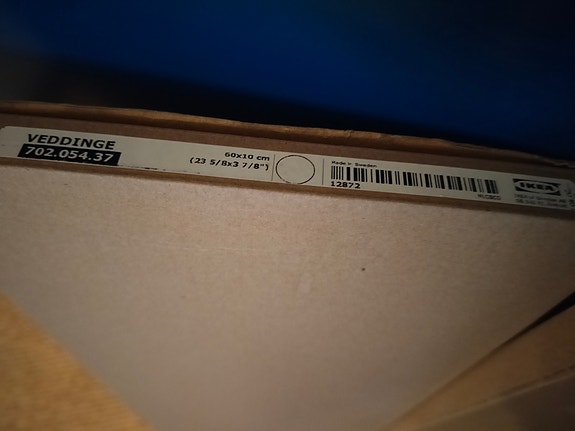 VEDDINGE
702.054.37
60x10 cm
(23 5/8x3 7/8")
Made in Sweden
12872
IKEA